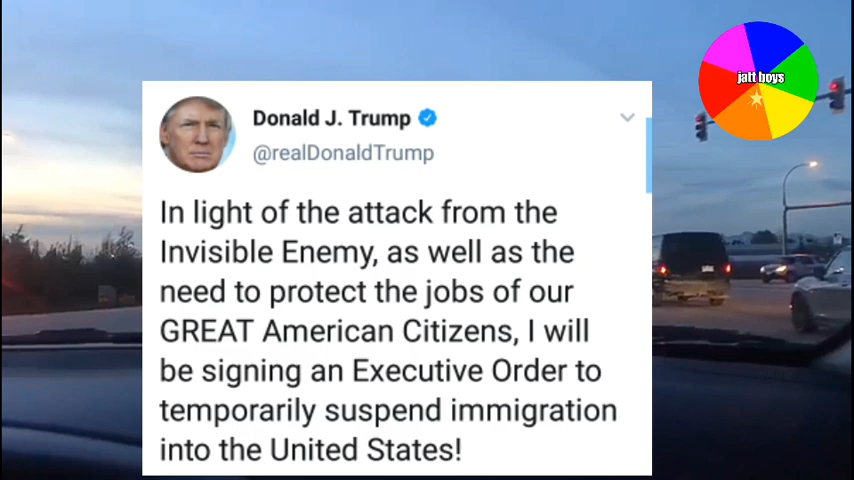 jatt boys
Donald J. Trump
@realDonaldTrump
In light of the attack from the
Invisible Enemy, as well as the
need to protect the jobs of our
GREAT American Citizens, I will
be signing an Executive Order to
temporarily suspend immigration
into the United States!